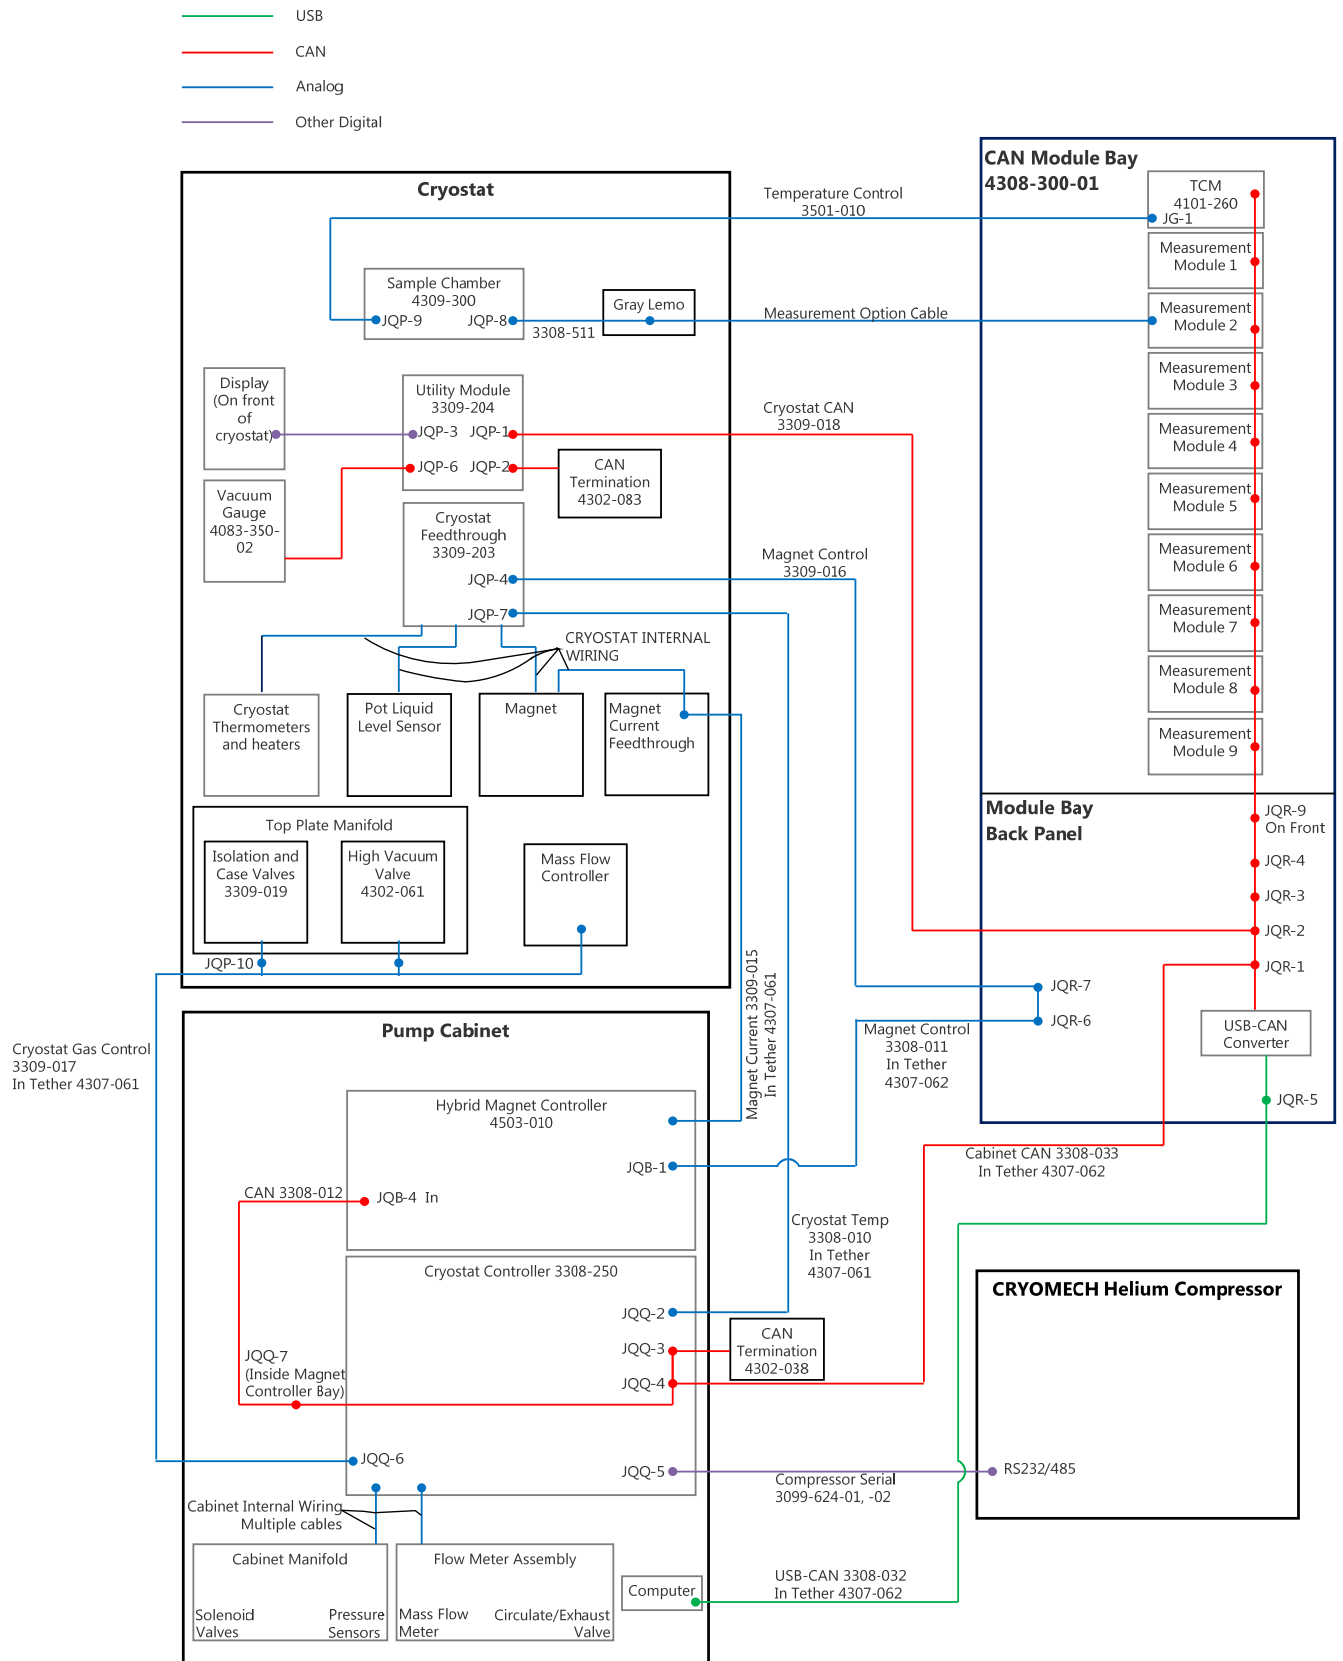 USB
CAN
Analog
Other Digital
CAN Module Bay
4308-300-01
TCM
4101-260
JG-1
Measurement
Module 1
Measurement
Module 2
Measurement
Module 3
Measurement
Module 4
Measurement
Module 5
Measurement
Module 6
Measurement
Module 7
Measurement
Module 8
Measurement
Module 9
Module Bay
Back Panel
JQR-9
On Front
JQR-4
JQR-3
JQR-2
JQR-1
JQR-7
JQR-6
USB-CAN
Converter
JQR-5
Cryostat
Temperature Control
3501-010
Sample Chamber
4309-300
JQP-9
JQP-8
3308-511
Gray Lemo
Measurement Option Cable
Display
(On front
of
cryostat)
Utility Module
3309-204
JQP-3
JQP-1
JQP-6
JQP-2
Cryostat CAN
3309-018
CAN
Termination
4302-083
Vacuum
Gauge
4083-350-
02
Cryostat
Feedthrough
3309-203
JQP-4
JQP-7
Magnet Control
3309-016
CRYOSTAT INTERNAL
WIRING
Cryostat
Thermometers
and heaters
Pot Liquid
Level Sensor
Magnet
Magnet
Current
Feedthrough
Top Plate Manifold
Isolation and
Case Valves
3309-019
High Vacuum
Valve
4302-061
Mass Flow
Controller
JQP-10
Magnet Current 3309-015
In Tether 4307-061
Cryostat Gas Control
3309-017
In Tether 4307-061
Magnet Control
3308-011
In Tether
4307-062
Pump Cabinet
Hybrid Magnet Controller
4503-010
JQB-1
CAN 3308-012
JQB-4 In
Cabinet CAN 3308-033
In Tether 4307-062
Cryostat Temp
3308-010
In Tether
4307-061
Cryostat Controller 3308-250
JQQ-2
JQQ-3
JQQ-4
CAN
Termination
4302-038
JQQ-7
(Inside Magnet
Controller Bay)
JQQ-6
JQQ-5
Compressor Serial
3099-624-01, -02
CRYOMECH Helium Compressor
RS232/485
Cabinet Internal Wiring
Multiple cables
Cabinet Manifold
Solenoid
Valves
Pressure
Sensors
Flow Meter Assembly
Mass Flow
Meter
Circulate/Exhaust
Valve
Computer
USB-CAN 3308-032
In Tether 4307-062